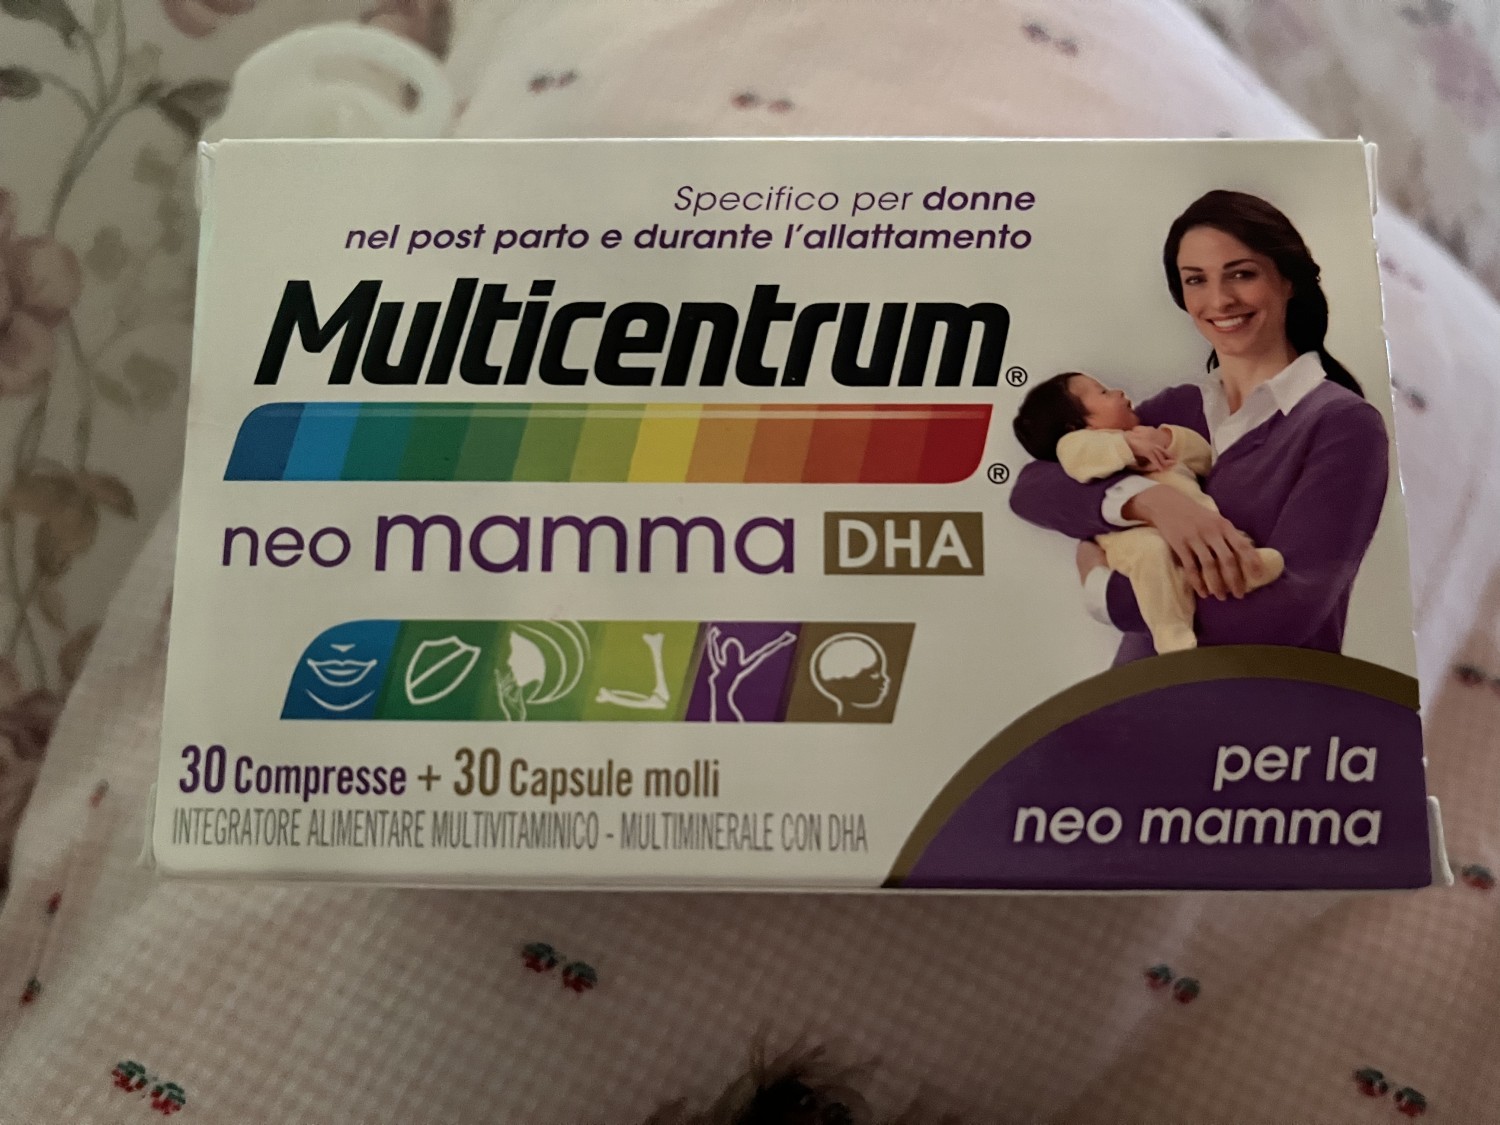 Specifico per donne
nel post parto e durante l'allattamento
Multicentrum®
®
neo mamma DHA
30 Compresse + 30 Capsule molli
INTEGRATORE ALIMENTARE MULTIVITAMINICO - MULTIMINERALE CON DHA
per la
neo mamma